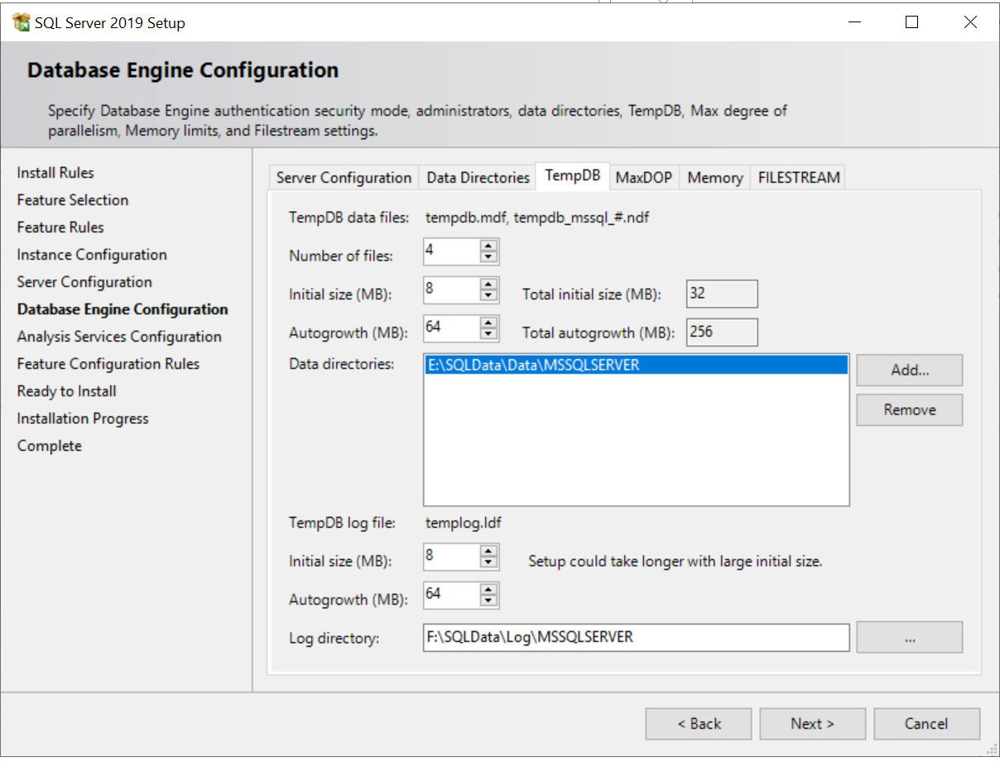 SQL Server 2019 Setup
Database Engine Configuration
Specify Database Engine authentication security mode, administrators, data directories, TempDB, Max degree of
parallelism, Memory limits, and Filestream settings.
Install Rules
Feature Selection
Feature Rules
Instance Configuration
Server Configuration
Database Engine Configuration
Analysis Services Configuration
Feature Configuration Rules
Ready to Install
Installation Progress
Complete
Server Configuration Data Directories TempDB MaxDOP Memory FILESTREAM
TempDB data files: tempdb.mdf, tempdb_mssql_#.ndf
Number of files: 4
Initial size (MB): 8 Total initial size (MB): 32
Autogrowth (MB): 64 Total autogrowth (MB): 256
Data directories: E:\SQLData\Data\MSSQLSERVER Add...
Remove
TempDB log file: templog.ldf
Initial size (MB): 8 Setup could take longer with large initial size.
Autogrowth (MB): 64
Log directory: F:\SQLData\Log\MSSQLSERVER ...
< Back Next > Cancel